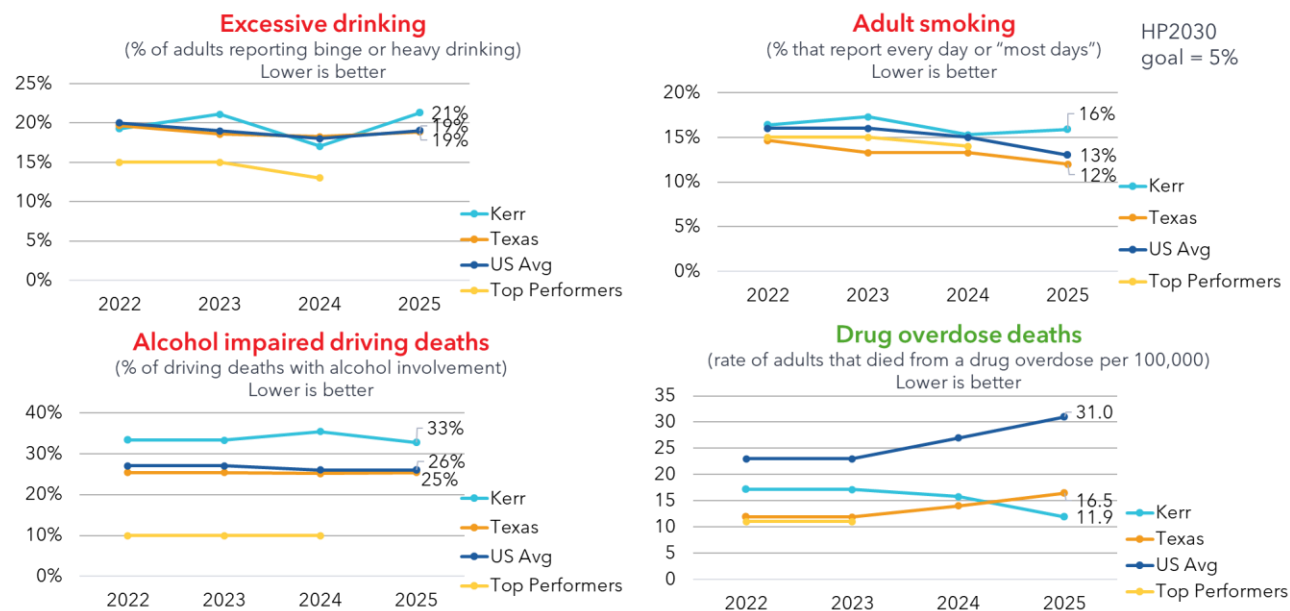 Excessive drinking
(% of adults reporting binge or heavy drinking)
Lower is better
25%
20%
15%
10%
5%
0%
21%
19%
19%
Kerr
Texas
US Avg
Top Performers
2022 2023 2024 2025
Adult smoking
(% that report every day or “most days”)
Lower is better
HP2030
goal = 5%
20%
15%
10%
5%
0%
16%
13%
12%
Kerr
Texas
US Avg
Top Performers
2022 2023 2024 2025
Alcohol impaired driving deaths
(% of driving deaths with alcohol involvement)
Lower is better
40%
30%
20%
10%
0%
33%
26%
25%
Kerr
Texas
US Avg
Top Performers
2022 2023 2024 2025
Drug overdose deaths
(rate of adults that died from a drug overdose per 100,000)
Lower is better
35
30
25
20
15
10
5
0
31.0
16.5
11.9
Kerr
Texas
US Avg
Top Performers
2022 2023 2024 2025